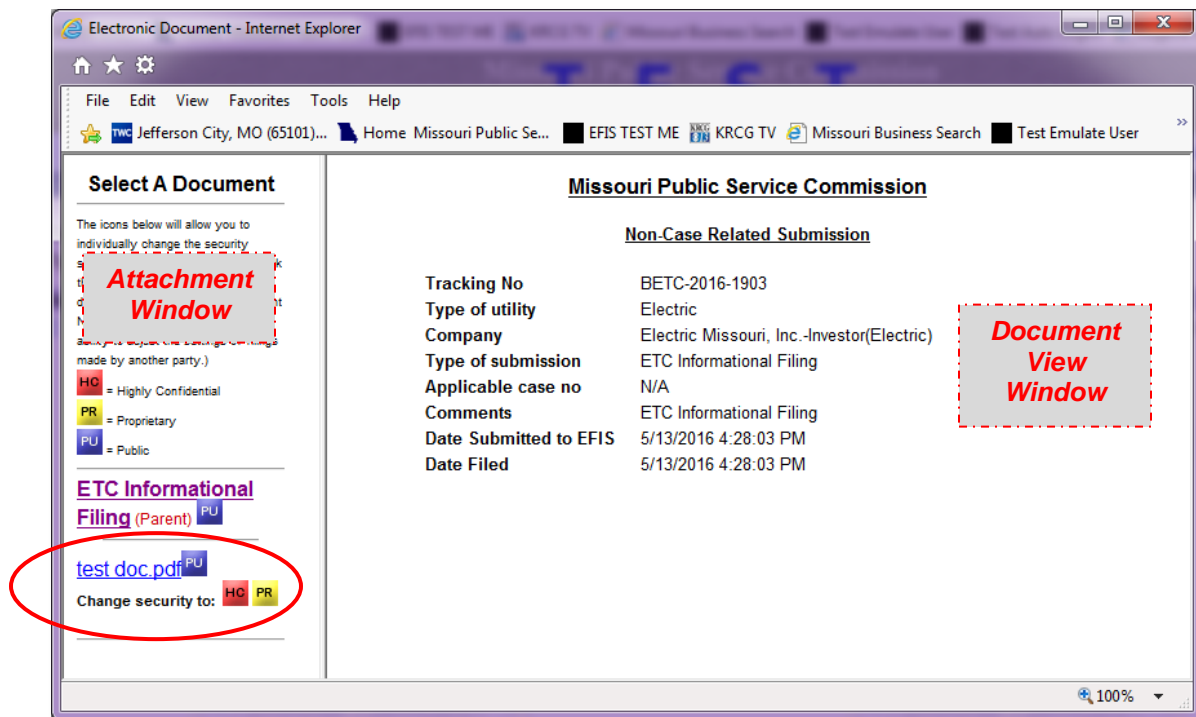 Electronic Document - Internet Explorer
File Edit View Favorites Tools Help
TWC Jefferson City, MO (65101)... Home Missouri Public Se... EFIS TEST ME KRCG TV Missouri Business Search Test Emulate User »
Select A Document
The icons below will allow you to
individually change the security
Attachment
Window
made by another party.)
HC = Highly Confidential
PR = Proprietary
PU = Public
ETC Informational
Filing (Parent) PU
test doc.pdf PU
Change security to: HC PR
Missouri Public Service Commission
Non-Case Related Submission
Tracking No BETC-2016-1903
Type of utility Electric
Company Electric Missouri, Inc.-Investor(Electric)
Type of submission ETC Informational Filing
Applicable case no N/A
Comments ETC Informational Filing
Date Submitted to EFIS 5/13/2016 4:28:03 PM
Date Filed 5/13/2016 4:28:03 PM
Document
View
Window
100%